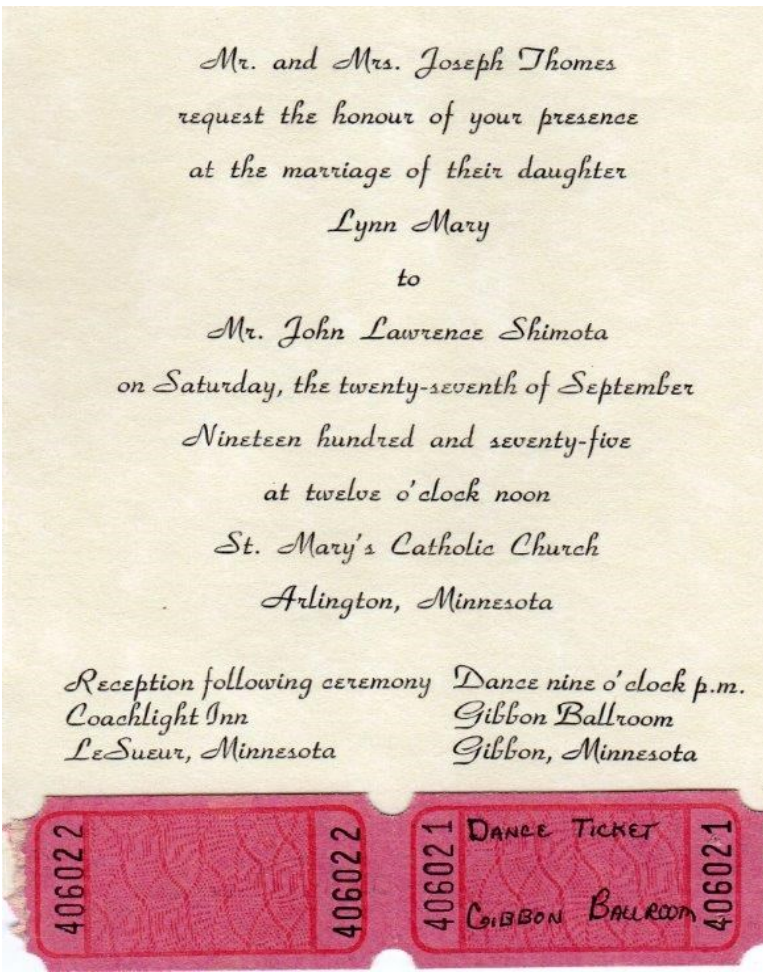 Mr. and Mrs. Joseph Thomes
request the honour of your presence
at the marriage of their daughter
Lynn Mary
to
Mr. John Lawrence Shimota
on Saturday, the twenty-seventh of September
Nineteen hundred and seventy-five
at twelve o'clock noon
St. Mary's Catholic Church
Arlington, Minnesota
Reception following ceremony
Coachlight Inn
LeSueur, Minnesota
Dance nine o'clock p.m.
Gibbon Ballroom
Gibbon, Minnesota
406022
406022
406021
DANCE TICKET
GIBBON BALLROOM
406021